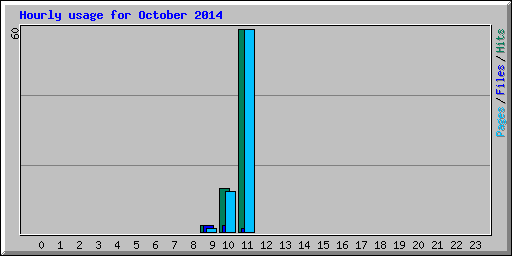 Hourly usage for October 2014
60
Pages/Files/Hits
0 1 2 3 4 5 6 7 8 9 10 11 12 13 14 15 16 17 18 19 20 21 22 23